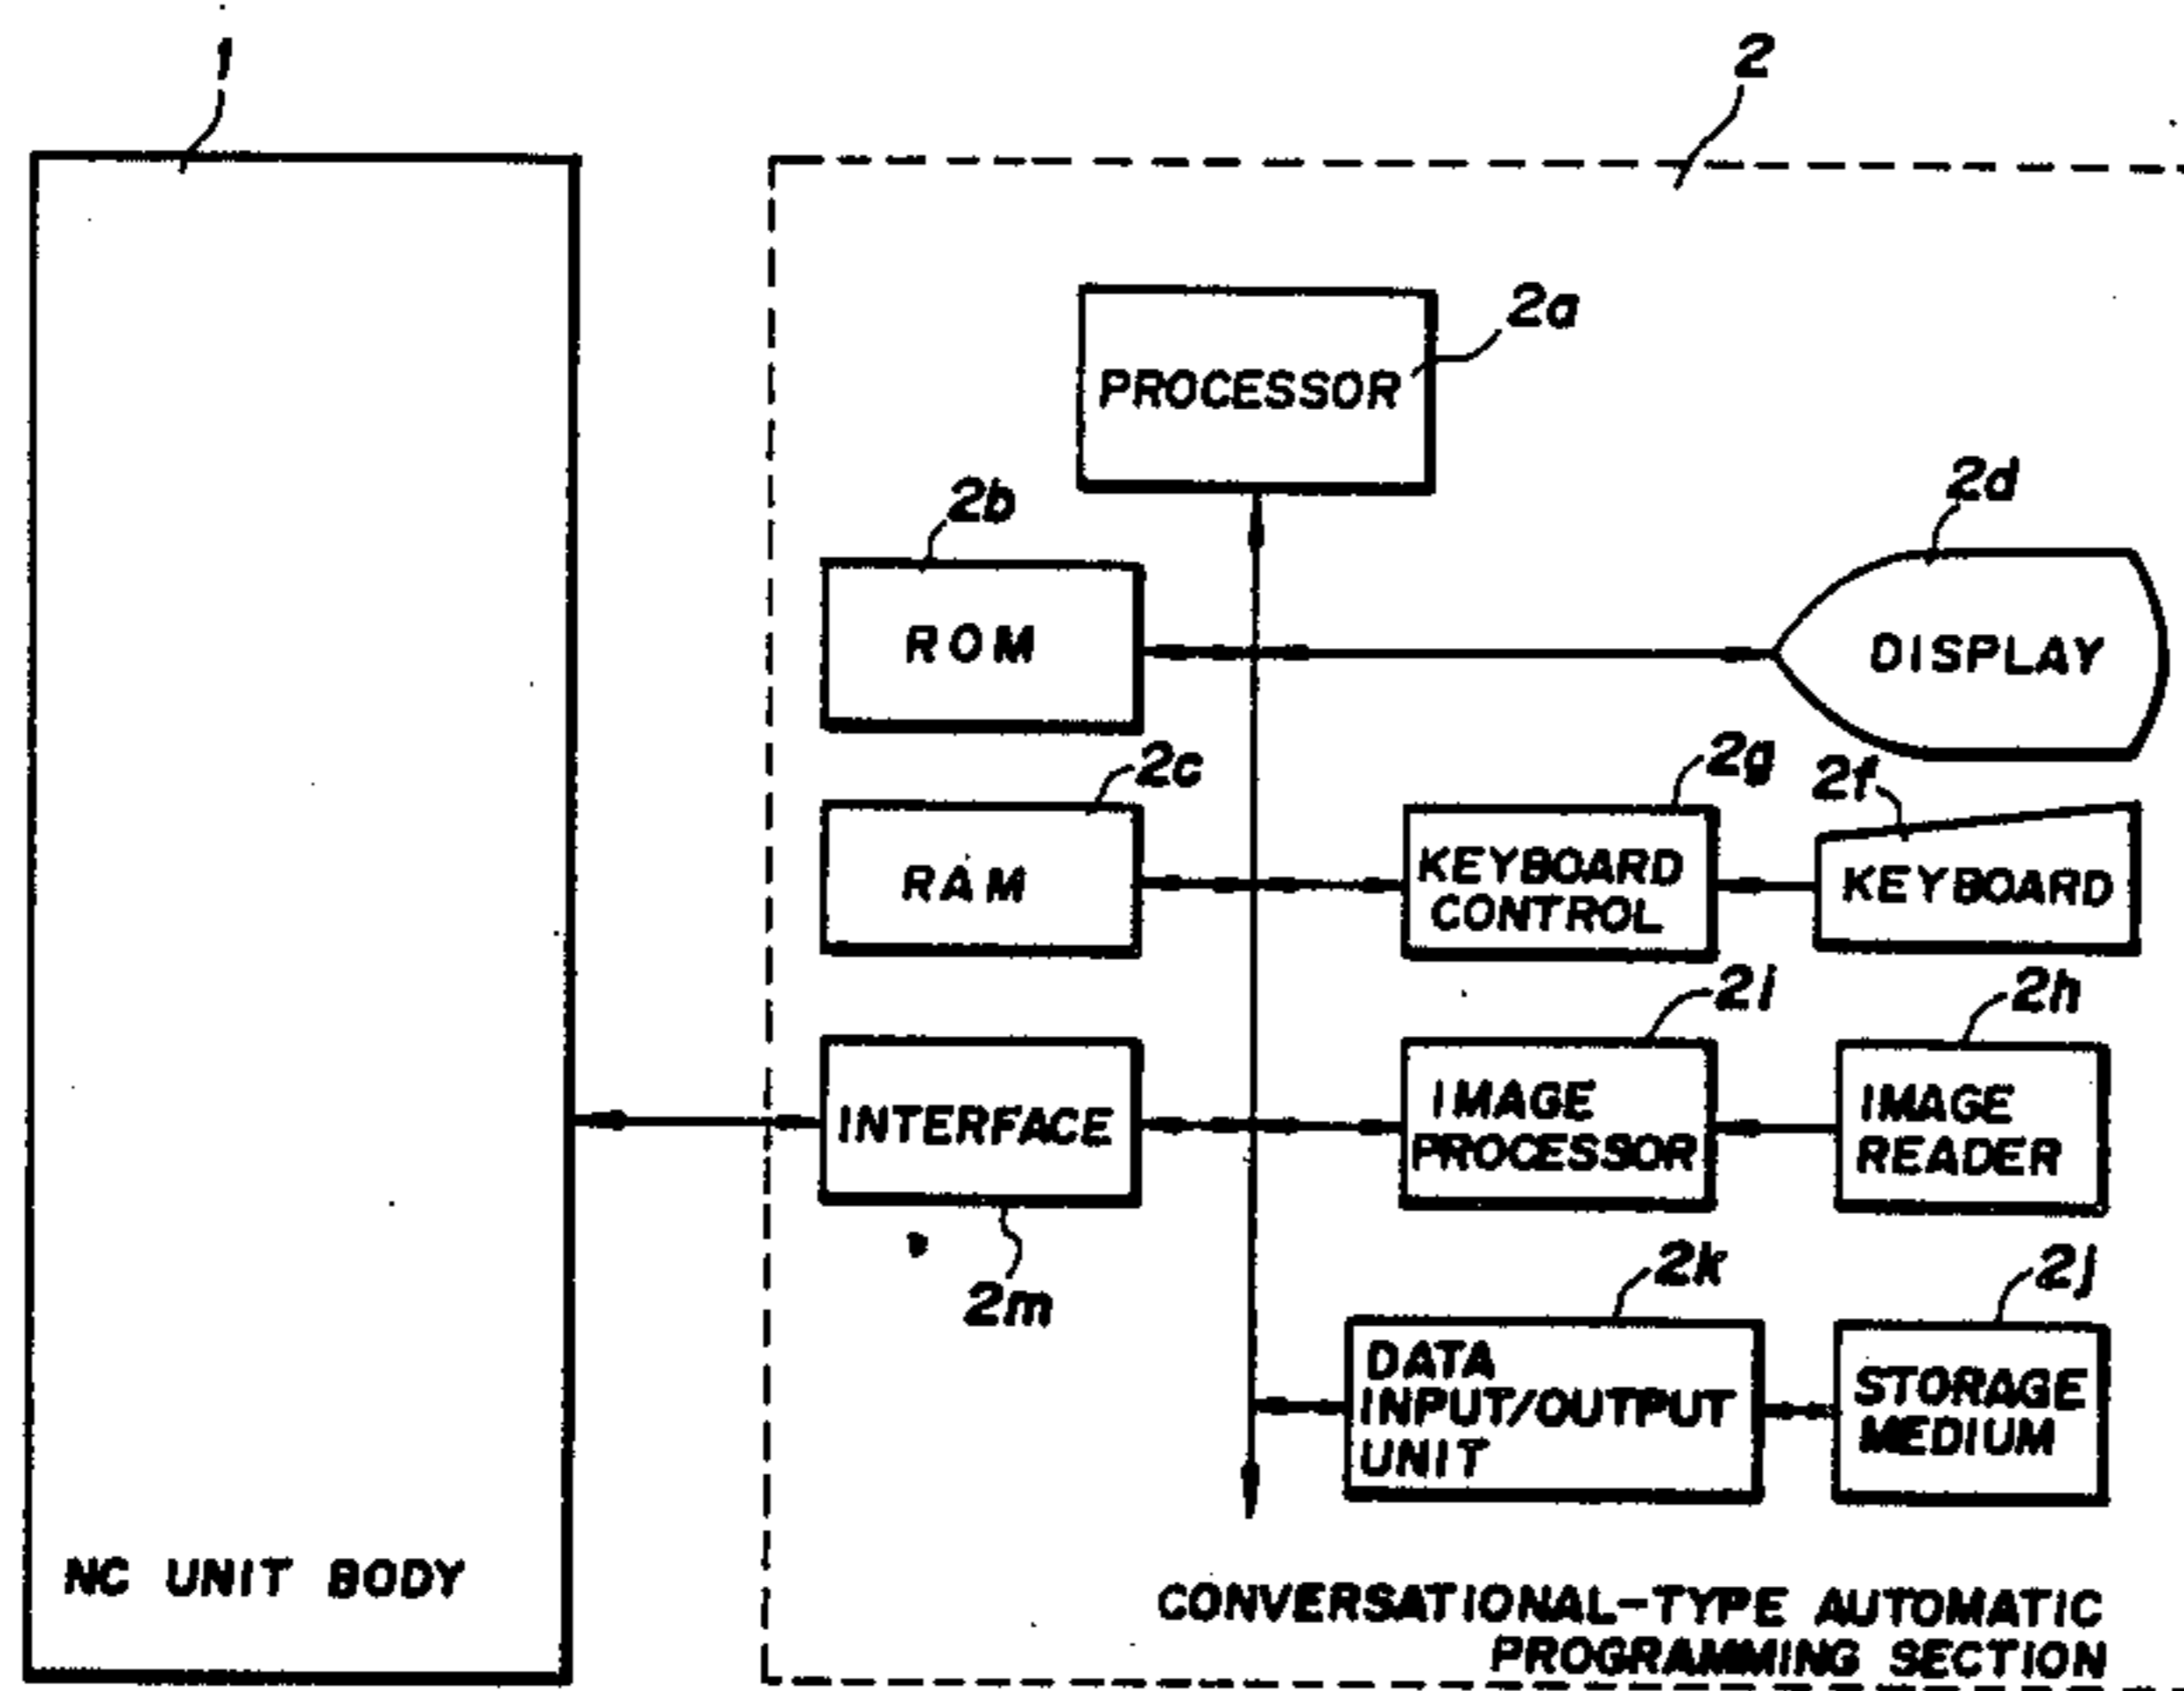 1
2
PROCESSOR
2a
2b
ROM
2d
DISPLAY
2c
RAM
2g
KEYBOARD
CONTROL
2f
KEYBOARD
INTERFACE
2m
2i
IMAGE
PROCESSOR
2h
IMAGE
READER
2k
DATA
INPUT/OUTPUT
UNIT
2j
STORAGE
MEDIUM
NC UNIT BODY
CONVERSATIONAL-TYPE AUTOMATIC
PROGRAMMING SECTION